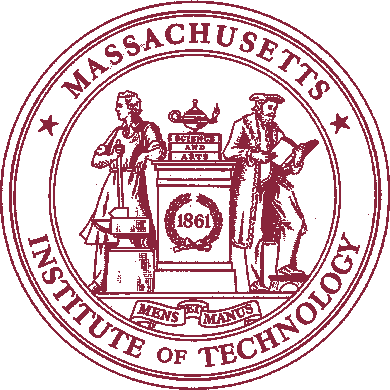 MASSACHUSETTS
SCIENCE
AND
ARTS
1861
MENS ET MANUS
INSTITUTE OF TECHNOLOGY